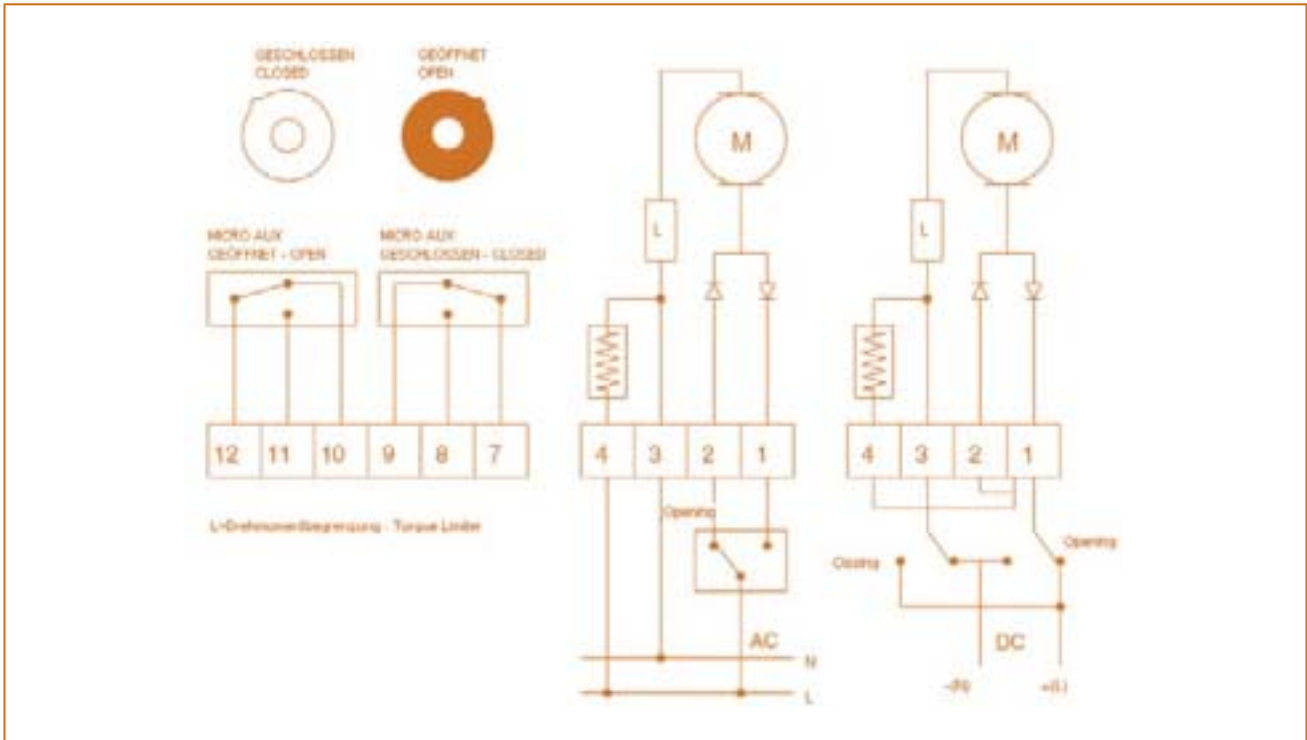 GESCHLOSSEN
CLOSED
GEÖFFNET
OPEN
MICRO AUX
GEÖFFNET - OPEN
MICRO AUX
GESCHLOSSEN - CLOSED
12 11 10 9 8 7
L=Drehmomentbegrenzung - Torque Limiter
M
L
4 3 2 1
Opening
AC
N
L
M
L
4 3 2 1
Closing
Opening
DC
-(N)
+(L)